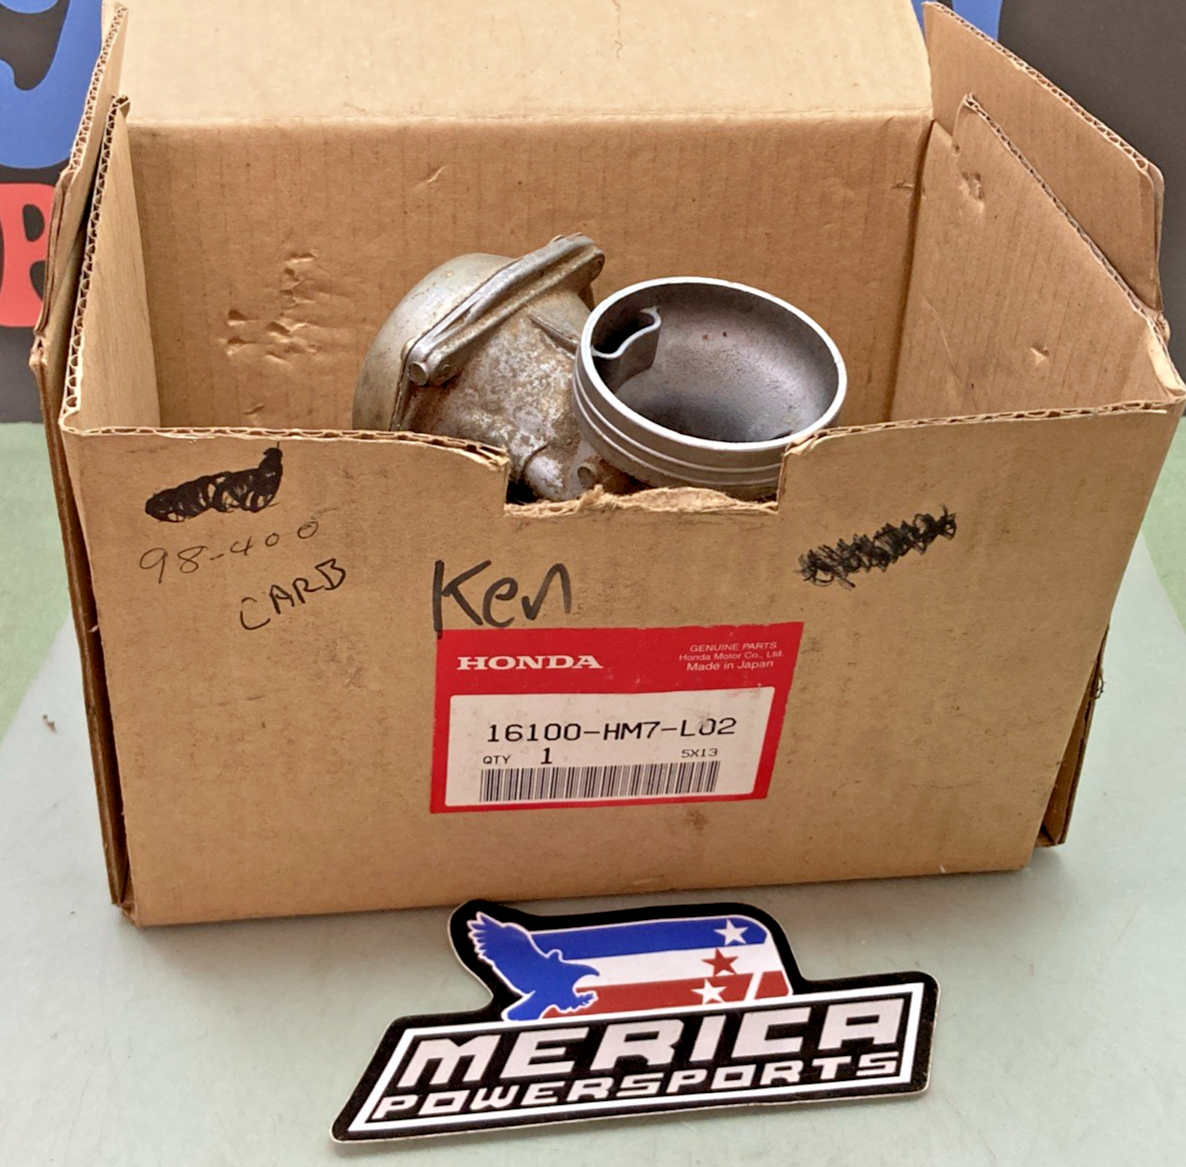 98-400
CARB
Ken
HONDA
GENUINE PARTS
Honda Motor Co., Ltd.
Made in Japan
16100-HM7-L02
QTY 1 5X13
MERICA
POWERSPORTS